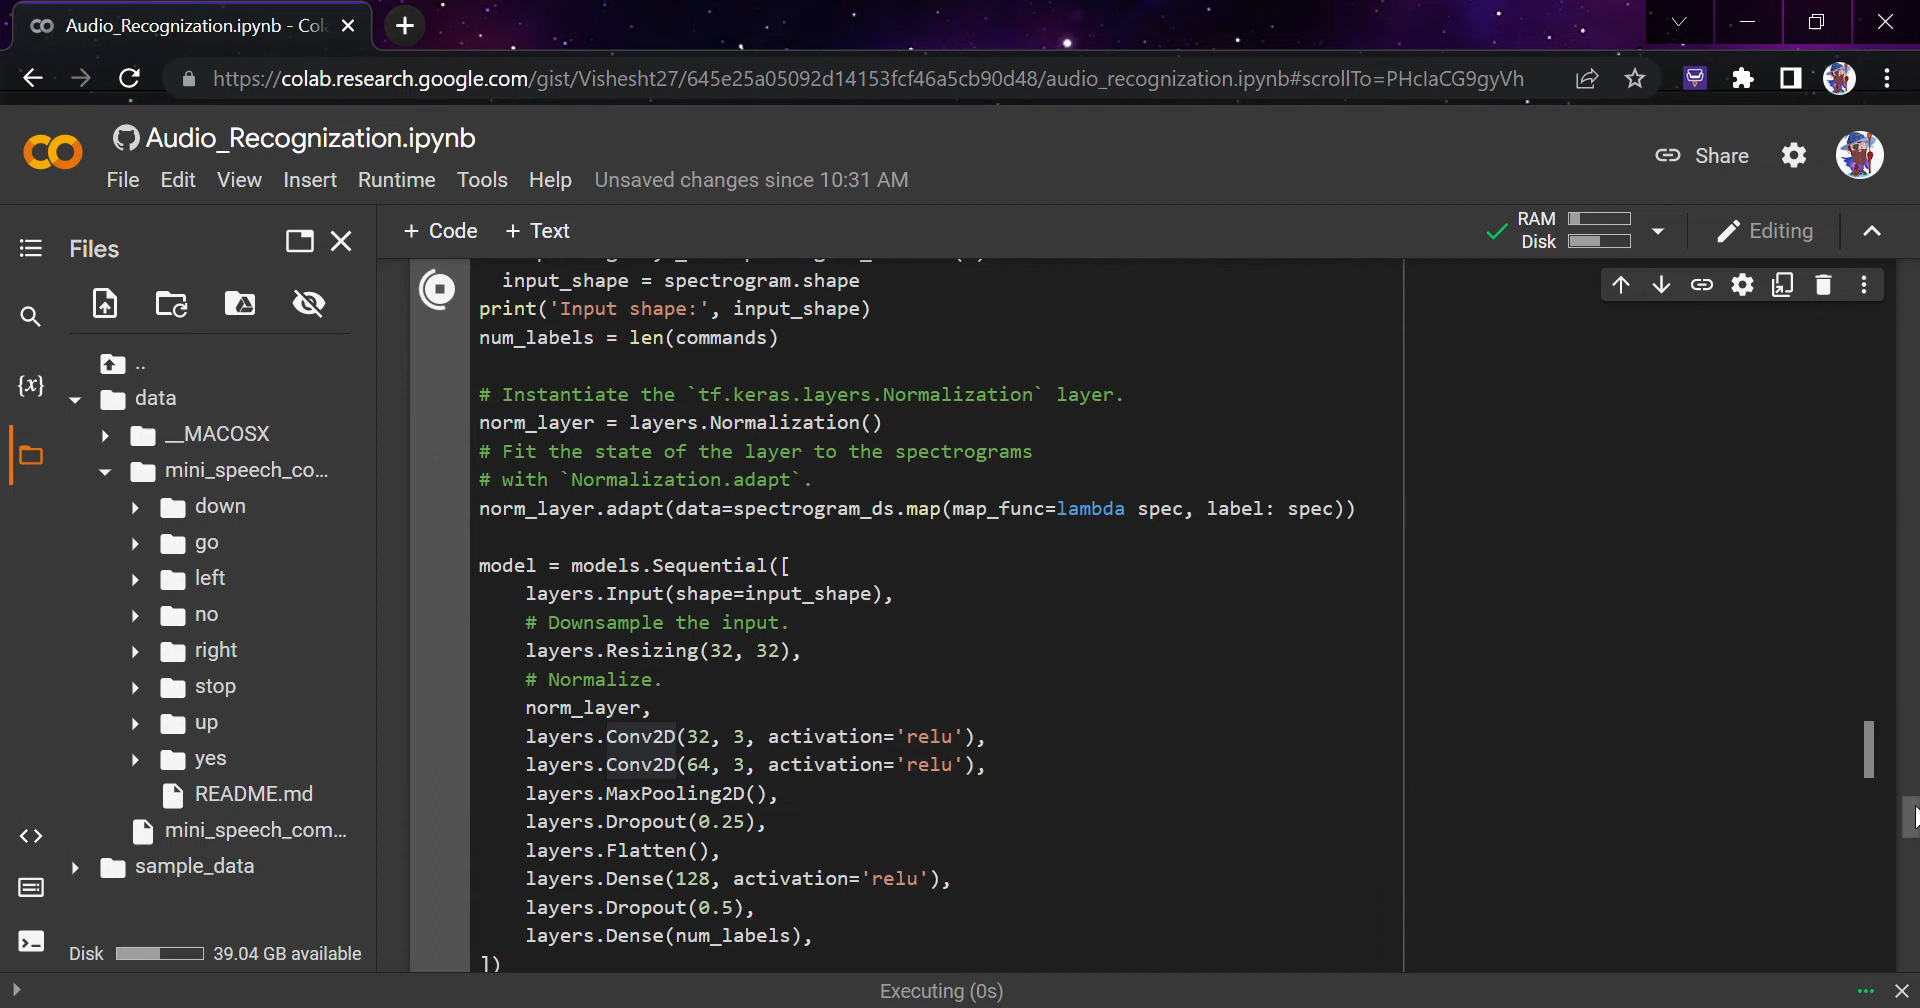 Audio_Recognization.ipynb - Col
https://colab.research.google.com/gist/Vishesht27/645e25a05092d14153fcf46a5cb90d48/audio_recognization.ipynb#scrollTo=PHcIaCG9gyVh
Audio_Recognization.ipynb
File Edit View Insert Runtime Tools Help Unsaved changes since 10:31 AM
Share
Files
+ Code + Text
RAM
Disk
Editing
..
data
__MACOSX
mini_speech_co...
down
go
left
no
right
stop
up
yes
README.md
mini_speech_com...
sample_data
Disk 39.04 GB available
input_shape = spectrogram.shape
print('Input shape:', input_shape)
num_labels = len(commands)
# Instantiate the `tf.keras.layers.Normalization` layer.
norm_layer = layers.Normalization()
# Fit the state of the layer to the spectrograms
# with `Normalization.adapt`.
norm_layer.adapt(data=spectrogram_ds.map(map_func=lambda spec, label: spec))
model = models.Sequential([
layers.Input(shape=input_shape),
# Downsample the input.
layers.Resizing(32, 32),
# Normalize.
norm_layer,
layers.Conv2D(32, 3, activation='relu'),
layers.Conv2D(64, 3, activation='relu'),
layers.MaxPooling2D(),
layers.Dropout(0.25),
layers.Flatten(),
layers.Dense(128, activation='relu'),
layers.Dropout(0.5),
layers.Dense(num_labels),
])
Executing (0s)